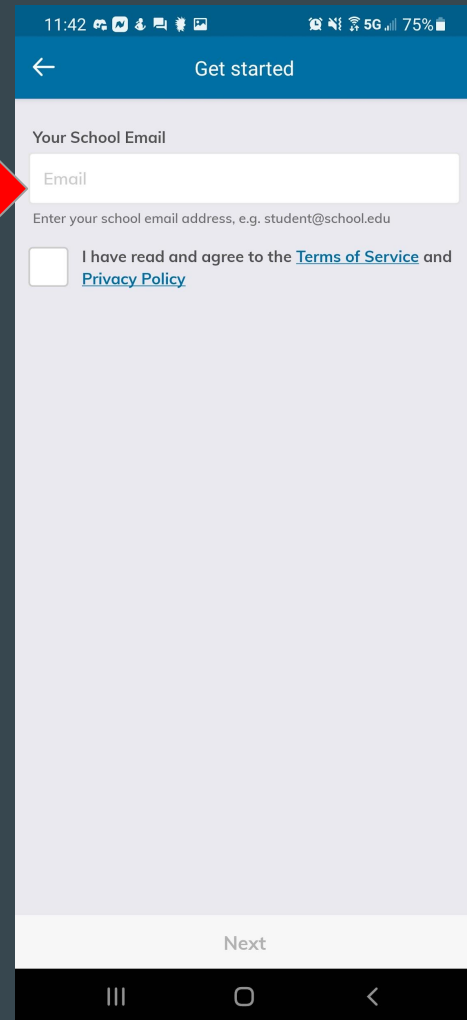 11:42 5G 75%
Get started
Your School Email
Email
Enter your school email address, e.g. student@school.edu
I have read and agree to the Terms of Service and
Privacy Policy
Next